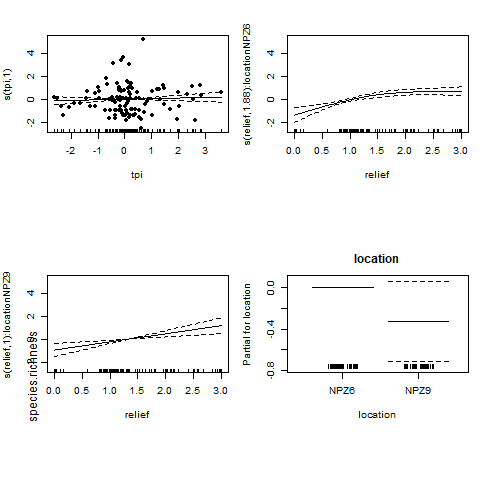 s(tpi,1)
4
2
0
-2
-2 -1 0 1 2 3
tpi
s(relief,1.88):locationNPZ6
4
2
0
-2
0.0 0.5 1.0 1.5 2.0 2.5 3.0
relief
s(relief,1):locationNPZ9
species.richness
4
2
0
0.0 0.5 1.0 1.5 2.0 2.5 3.0
relief
location
Partial for location
0.0
-0.4
-0.8
NPZ6 NPZ9
location